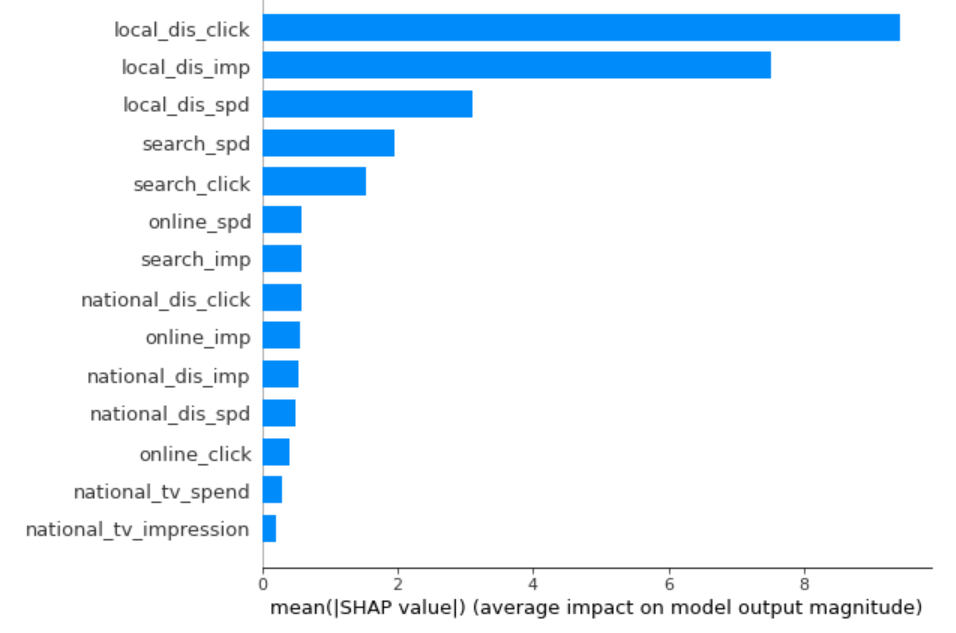 local_dis_click
local_dis_imp
local_dis_spd
search_spd
search_click
online_spd
search_imp
national_dis_click
online_imp
national_dis_imp
national_dis_spd
online_click
national_tv_spend
national_tv_impression
0 2 4 6 8
mean(|SHAP value|) (average impact on model output magnitude)